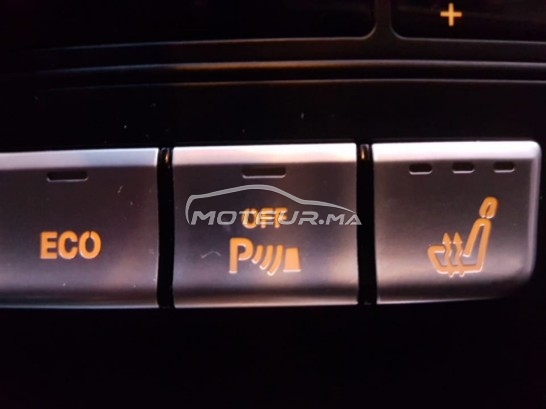 +
ECO
OFF
P
MOTEUR.MA